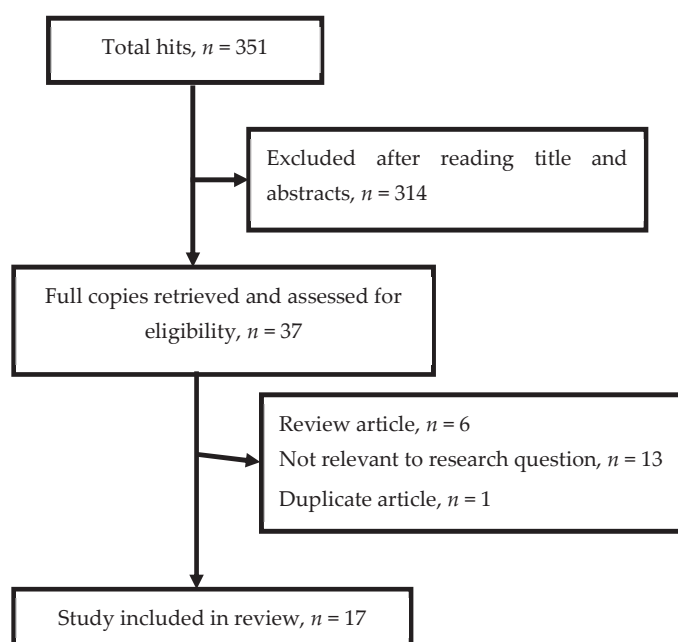 Total hits, n = 351
Excluded after reading title and
abstracts, n = 314
Full copies retrieved and assessed for
eligibility, n = 37
Review article, n = 6
Not relevant to research question, n = 13
Duplicate article, n = 1
Study included in review, n = 17